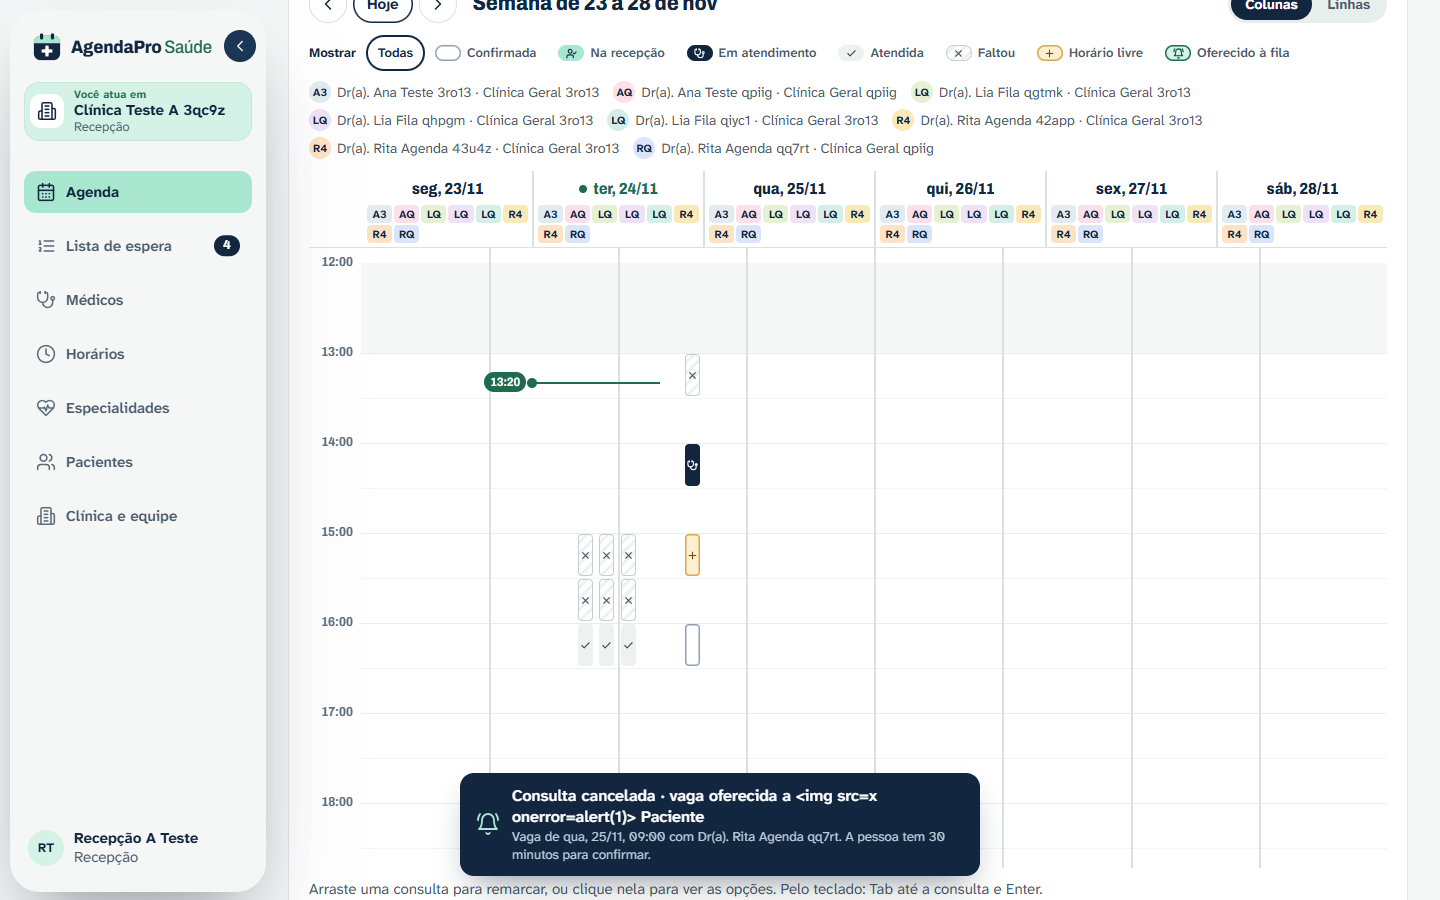 Hoje
Semana de 23 a 28 de nov
Colunas
Linhas
AgendaPro Saúde
Você atua em
Clínica Teste A 3qc9z
Recepção
Agenda
Lista de espera
4
Médicos
Horários
Especialidades
Pacientes
Clínica e equipe
RT
Recepção A Teste
Recepção
Mostrar
Todas
Confirmada
Na recepção
Em atendimento
Atendida
Faltou
Horário livre
Oferecido à fila
A3 Dr(a). Ana Teste 3ro13 · Clínica Geral 3ro13
AQ Dr(a). Ana Teste qpiig · Clínica Geral qpiig
LQ Dr(a). Lia Fila qgtmk · Clínica Geral 3ro13
LQ Dr(a). Lia Fila qhpgm · Clínica Geral 3ro13
LQ Dr(a). Lia Fila qiyc1 · Clínica Geral 3ro13
R4 Dr(a). Rita Agenda 42app · Clínica Geral 3ro13
R4 Dr(a). Rita Agenda 43u4z · Clínica Geral 3ro13
RQ Dr(a). Rita Agenda qq7rt · Clínica Geral qpiig
seg, 23/11
ter, 24/11
qua, 25/11
qui, 26/11
sex, 27/11
sáb, 28/11
A3 AQ LQ LQ LQ R4 A3 AQ LQ LQ LQ R4 A3 AQ LQ LQ LQ R4 A3 AQ LQ LQ LQ R4 A3 AQ LQ LQ LQ R4 A3 AQ LQ LQ LQ R4
R4 RQ R4 RQ R4 RQ R4 RQ R4 RQ R4 RQ
12:00
13:00
13:20
14:00
15:00
16:00
17:00
18:00
Consulta cancelada · vaga oferecida a <img src=x
onerror=alert(1)> Paciente
Vaga de qua, 25/11, 09:00 com Dr(a). Rita Agenda qq7rt. A pessoa tem 30
minutos para confirmar.
Arraste uma consulta para remarcar, ou clique nela para ver as opções. Pelo teclado: Tab até a consulta e Enter.